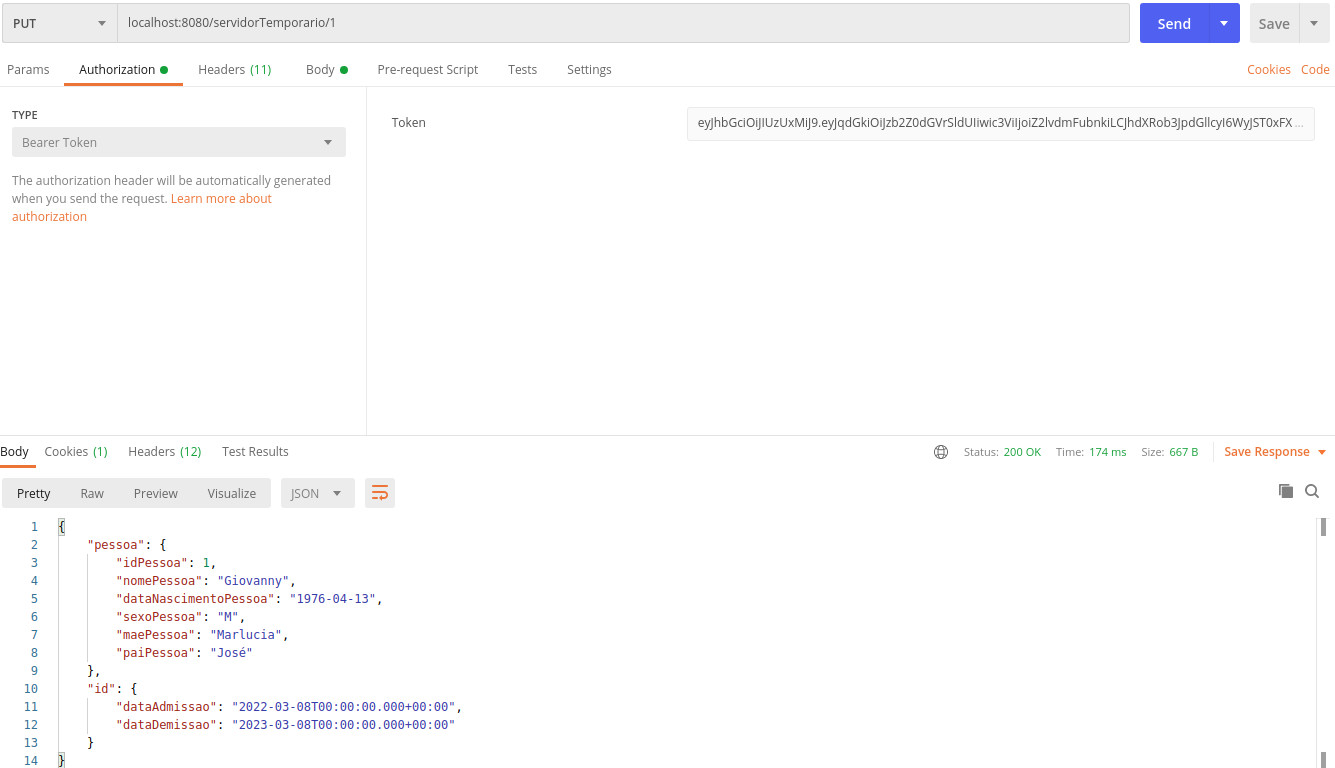 PUT localhost:8080/servidorTemporario/1 Send Save
Params Authorization Headers (11) Body Pre-request Script Tests Settings Cookies Code
TYPE
Bearer Token
The authorization header will be automatically generated
when you send the request. Learn more about
authorization
Token eyJhbGciOiJIUzUxMiJ9.eyJqdGkiOiJzb2Z0dGVrSldUIiwic3ViIjoiZ2lvdmFubnkiLCJhdXRob3JpdGllcyI6WyJST0xFX ...
Body Cookies (1) Headers (12) Test Results Status: 200 OK Time: 174 ms Size: 667 B Save Response
Pretty Raw Preview Visualize JSON
1 {
2 "pessoa": {
3 "idPessoa": 1,
4 "nomePessoa": "Giovanny",
5 "dataNascimentoPessoa": "1976-04-13",
6 "sexoPessoa": "M",
7 "maePessoa": "Marlucia",
8 "paiPessoa": "José"
9 },
10 "id": {
11 "dataAdmissao": "2022-03-08T00:00:00.000+00:00",
12 "dataDemissao": "2023-03-08T00:00:00.000+00:00"
13 }
14 }